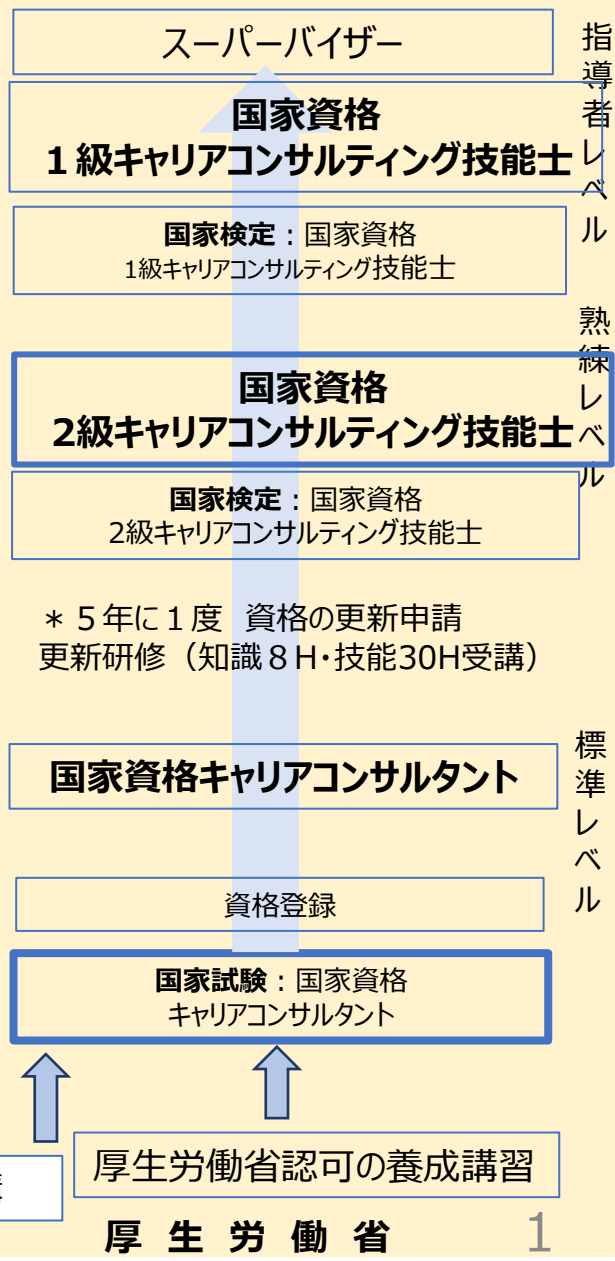 スーパーバイザー
指導者レベル
国家資格
１級キャリアコンサルティング技能士
国家検定：国家資格
1級キャリアコンサルティング技能士
熟練レベル
国家資格
2級キャリアコンサルティング技能士
国家検定：国家資格
2級キャリアコンサルティング技能士
＊５年に１度 資格の更新申請
更新研修（知識８H・技能30H受講）
標準レベル
国家資格キャリアコンサルタント
資格登録
国家試験：国家資格
キャリアコンサルタント
厚生労働省認可の養成講習
厚 生 労 働 省
1